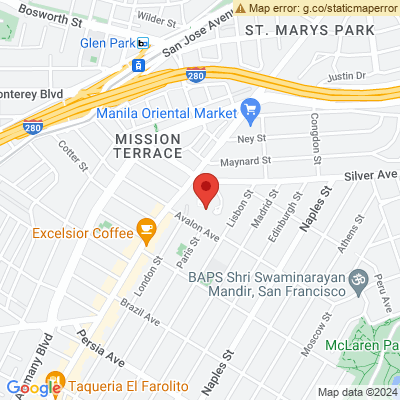 Map error: g.co/staticmaperror
Bosworth St
Wilder St
ST. MARYS PARK
Glen Park
San Jose Avenu
Justin Dr
280
280
onterey Blvd
Manila Oriental Market
MISSION
TERRACE
Ney St
Congdon St
Cotter St
Maynard St
Silver Ave
Lisbon St
Madrid St
Edinburgh St
Naples St
Athens St
Excelsior Coffee
Avalon Ave
Paris St
London St
BAPS Shri Swaminarayan
Mandir, San Francisco
Peru Ave
Brazil Ave
Moscow St
McLaren Pa
Alemany Blvd
Persia Ave
Naples St
Taqueria El Farolito
Google
Map data ©2024